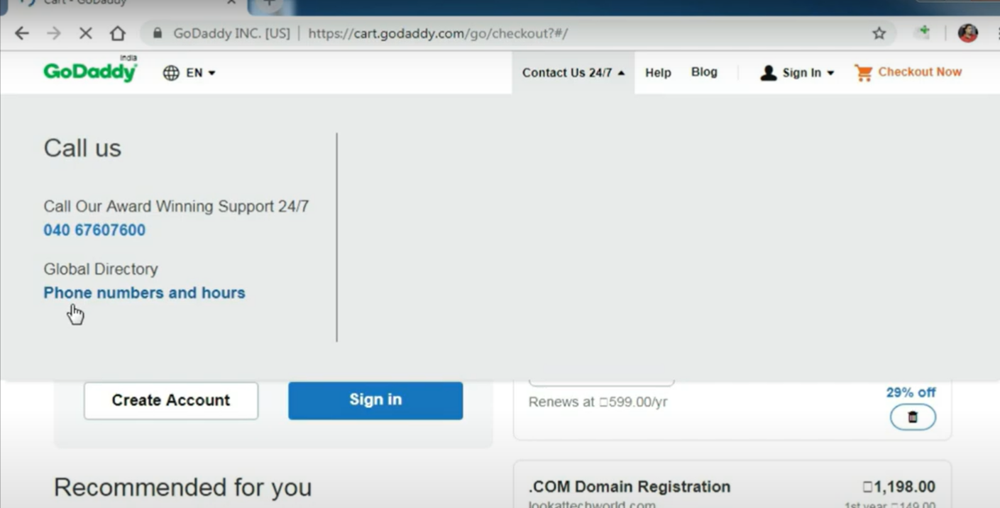 Cart - GoDaddy
GoDaddy INC. [US] | https://cart.godaddy.com/go/checkout?#/
GoDaddy India
EN
Contact Us 24/7
Help
Blog
Sign In
Checkout Now
Call us
Call Our Award Winning Support 24/7
040 67607600
Global Directory
Phone numbers and hours
Create Account
Sign in
Renews at □599.00/yr
29% off
Recommended for you
.COM Domain Registration
□1,198.00
lookattechworld.com
1st year □149.00